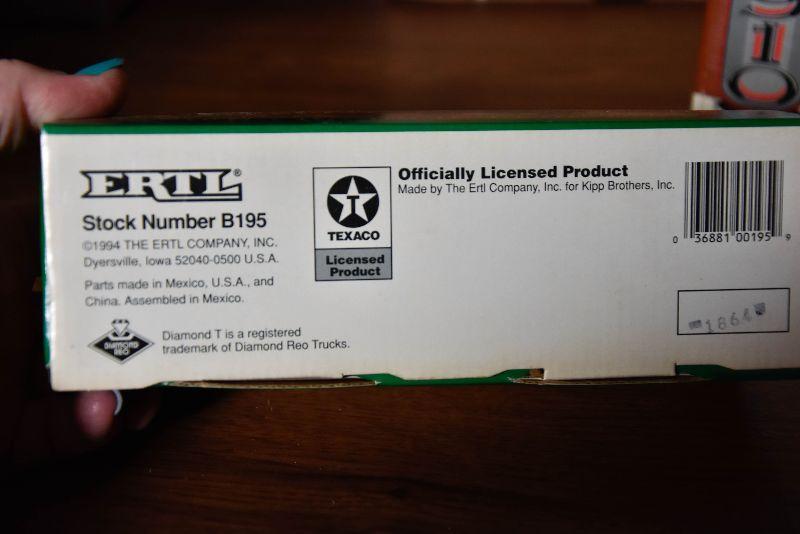 ERTL®
Stock Number B195
©1994 THE ERTL COMPANY, INC.
Dyersville, Iowa 52040-0500 U.S.A.
Parts made in Mexico, U.S.A., and
China. Assembled in Mexico.
DIAMOND
REO
Diamond T is a registered
trademark of Diamond Reo Trucks.
T
TEXACO
Licensed
Product
Officially Licensed Product
Made by The Ertl Company, Inc. for Kipp Brothers, Inc.
0 36881 00195 9
1864
510